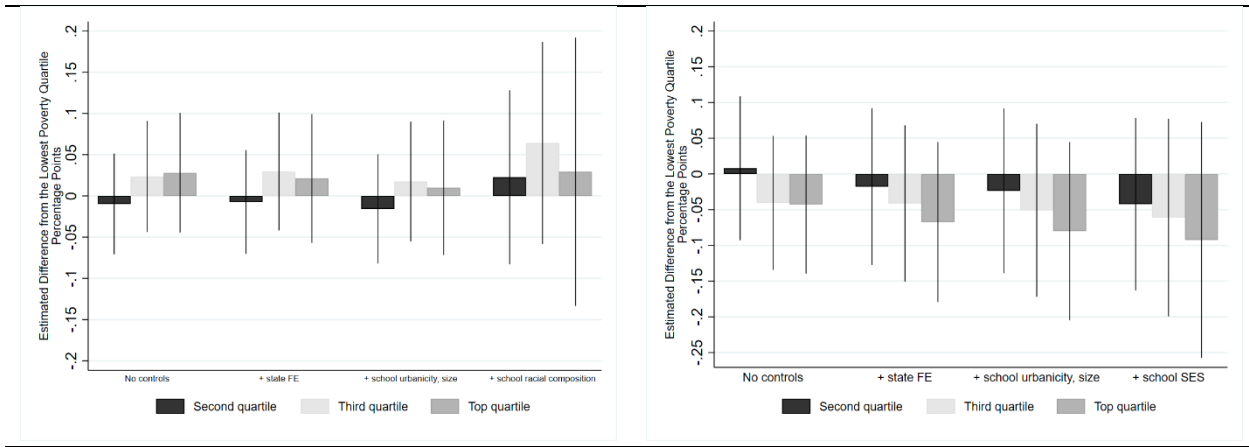 Estimated Difference from the Lowest Poverty Quartile
Percentage Points
.2
.15
.1
.05
0
-.05
-.1
-.15
-.2
No controls
+ state FE
+ school urbanicity, size
+ school racial composition
Second quartile
Third quartile
Top quartile
Estimated Difference from the Lowest Poverty Quartile
Percentage Points
.2
.15
.1
.05
0
-.05
-.1
-.15
-.2
-.25
No controls
+ state FE
+ school urbanicity, size
+ school SES
Second quartile
Third quartile
Top quartile